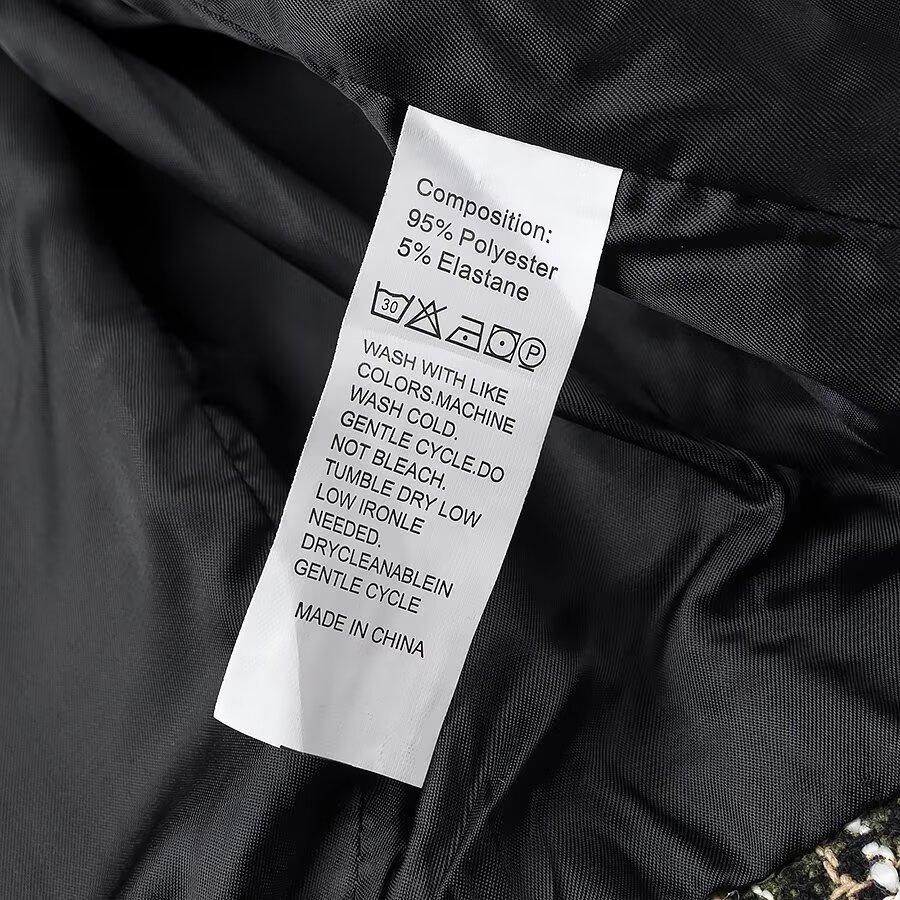 Composition:
95% Polyester
5% Elastane
30 P
WASH WITH LIKE
COLORS.MACHINE
WASH COLD.
GENTLE CYCLE.DO
NOT BLEACH.
TUMBLE DRY LOW
LOW IRONLE
NEEDED.
DRYCLEANABLEIN
GENTLE CYCLE
MADE IN CHINA